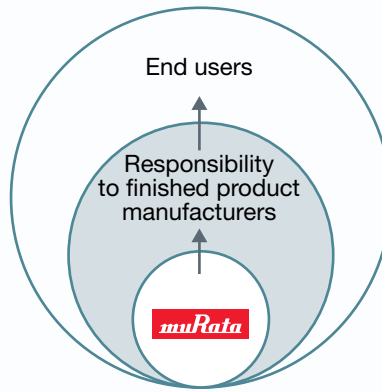 End users
Responsibility
to finished product
manufacturers
muRata